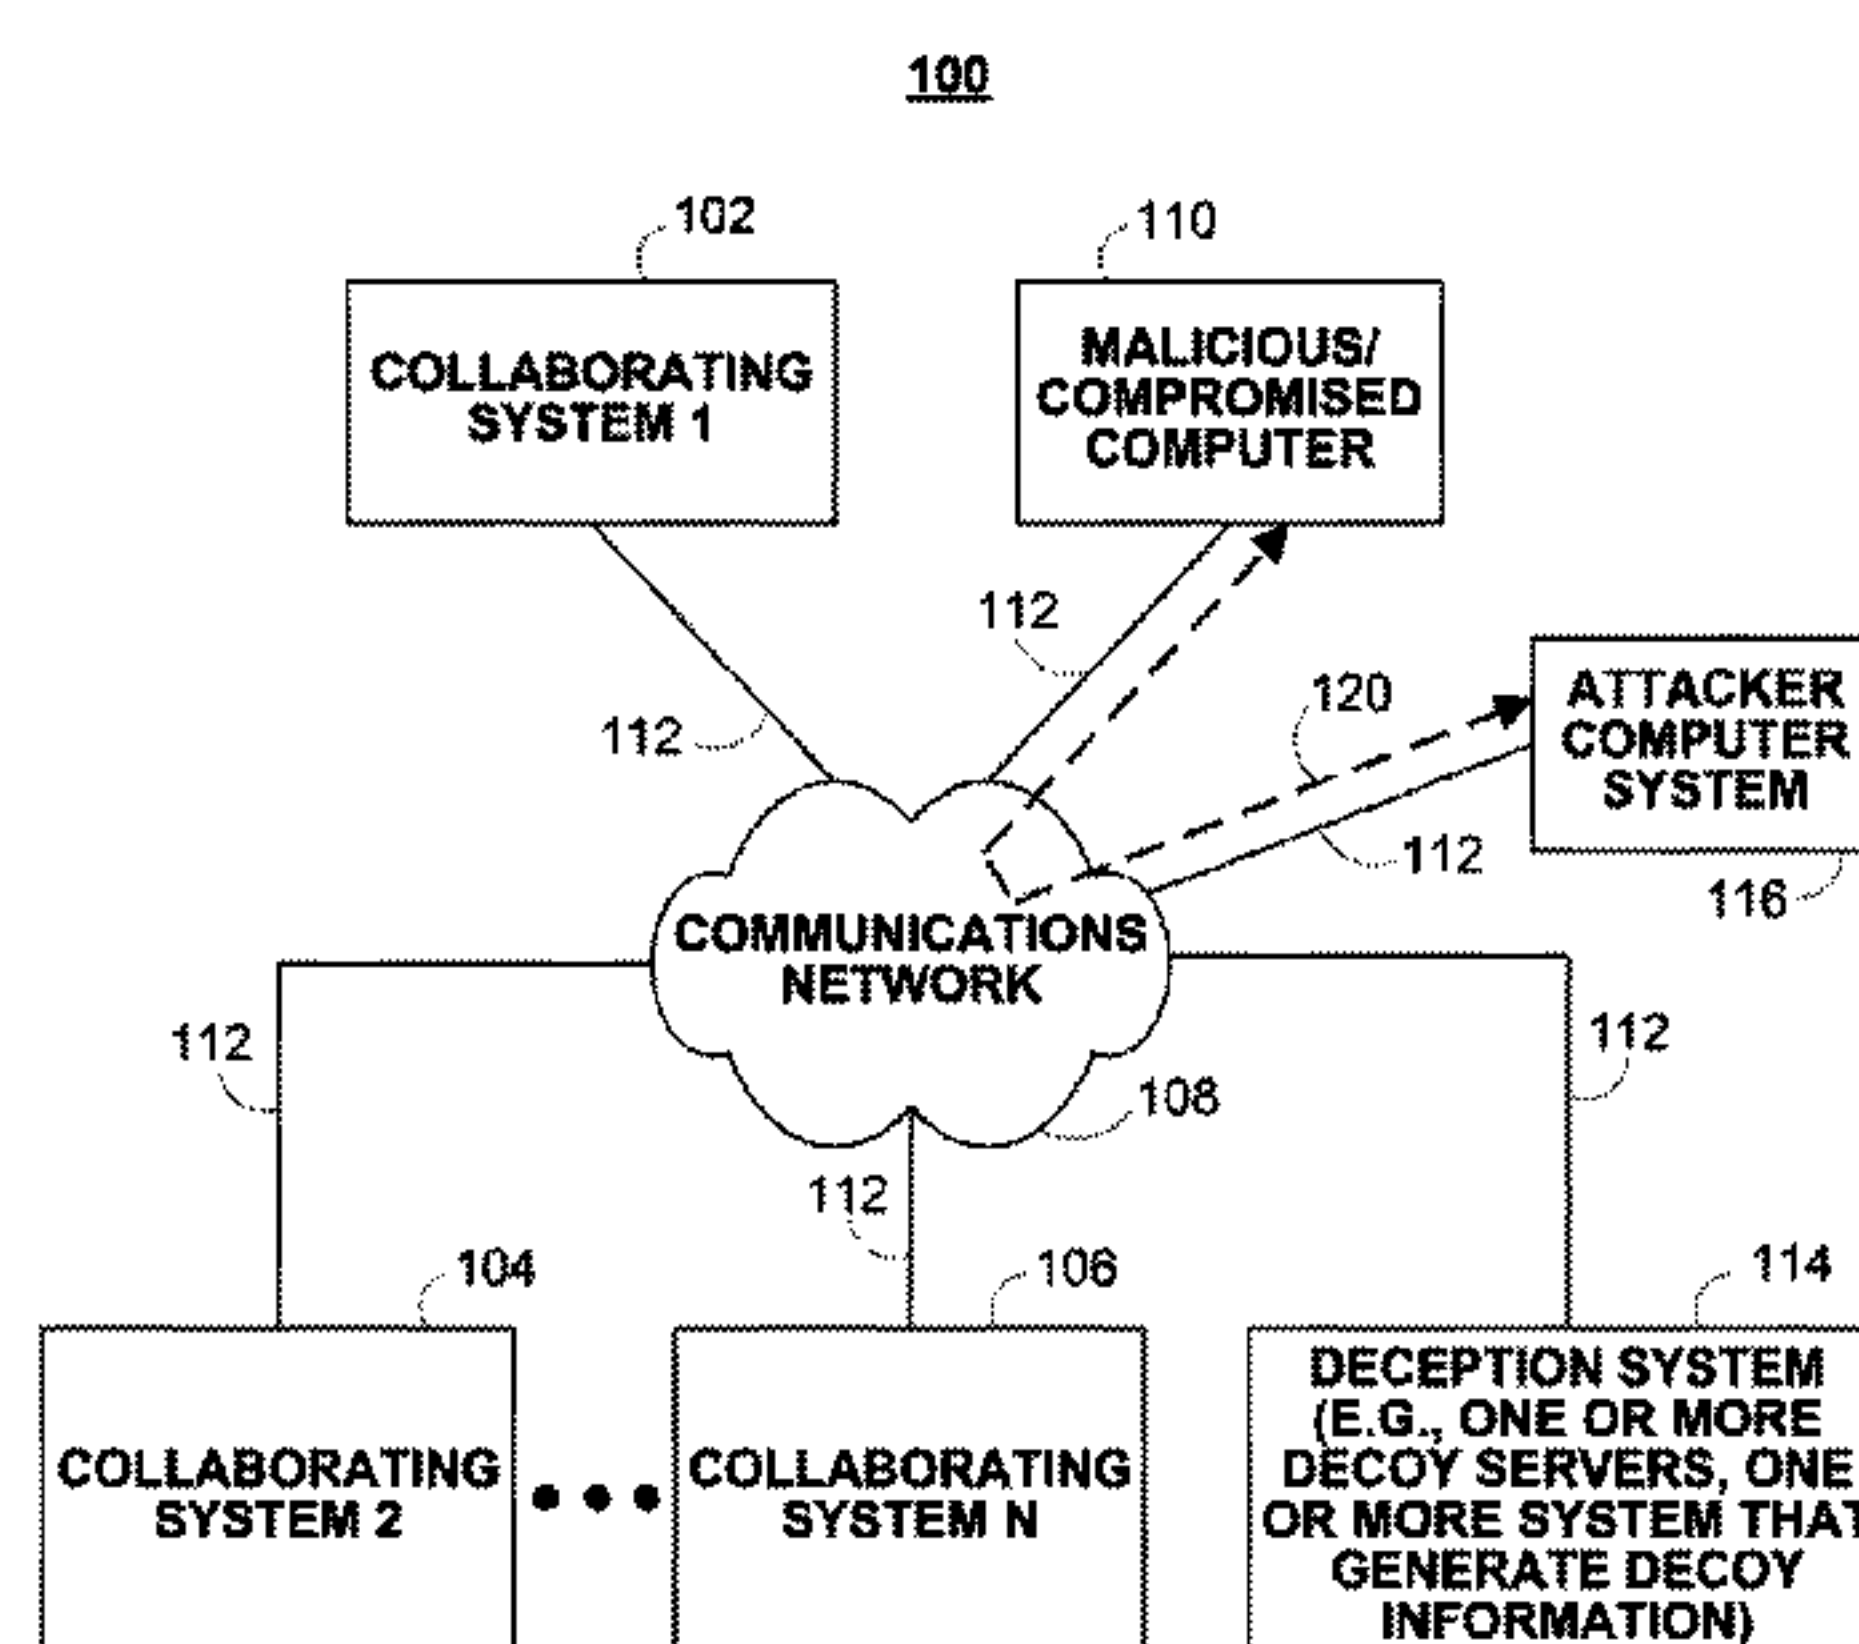 100
102
110
COLLABORATING
SYSTEM 1
MALICIOUS/
COMPROMISED
COMPUTER
112
112
120
ATTACKER
COMPUTER
SYSTEM
112
116
COMMUNICATIONS
NETWORK
112
112
108
112
104
106
114
COLLABORATING
SYSTEM 2
COLLABORATING
SYSTEM N
DECEPTION SYSTEM
(E.G., ONE OR MORE
DECOY SERVERS, ONE
OR MORE SYSTEM THAT
GENERATE DECOY
INFORMATION)